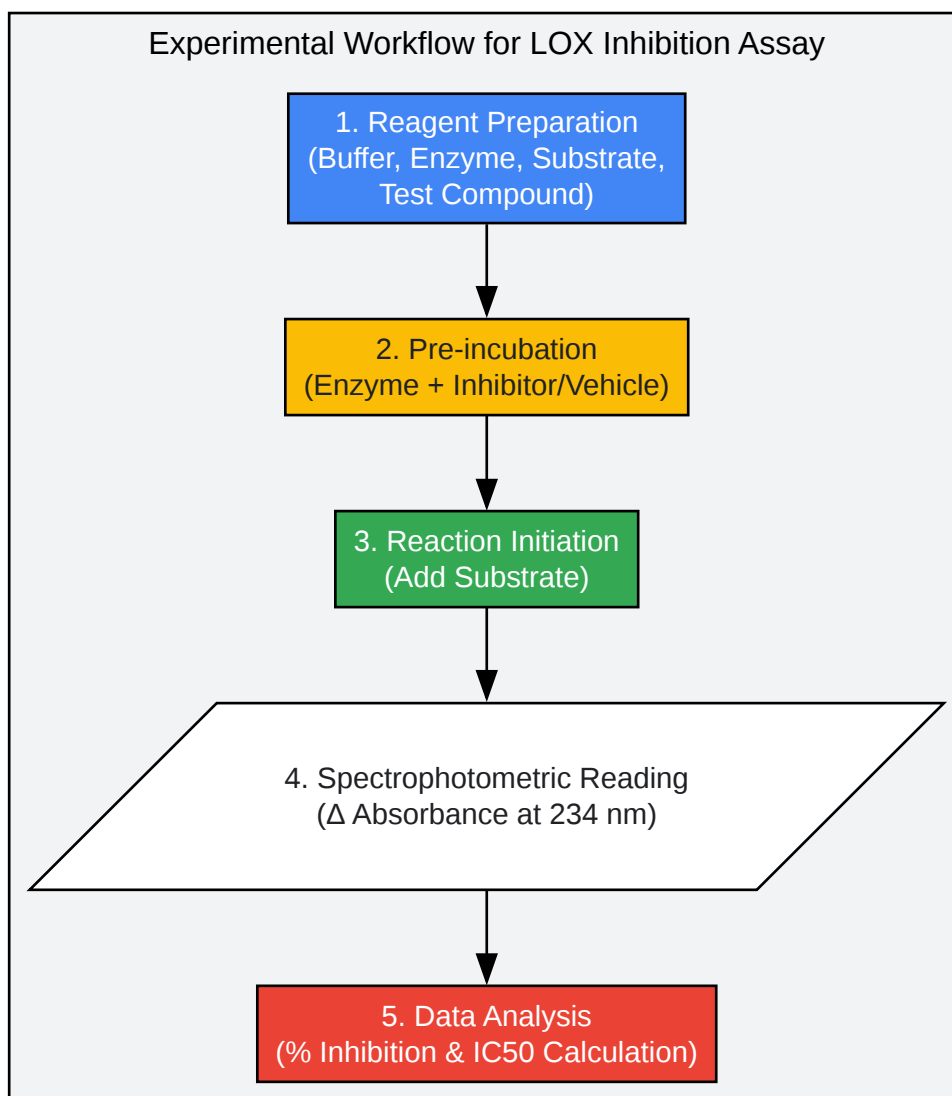 Experimental Workflow for LOX Inhibition Assay
1. Reagent Preparation
(Buffer, Enzyme, Substrate,
Test Compound)
2. Pre-incubation
(Enzyme + Inhibitor/Vehicle)
3. Reaction Initiation
(Add Substrate)
4. Spectrophotometric Reading
(Δ Absorbance at 234 nm)
5. Data Analysis
(% Inhibition & IC50 Calculation)